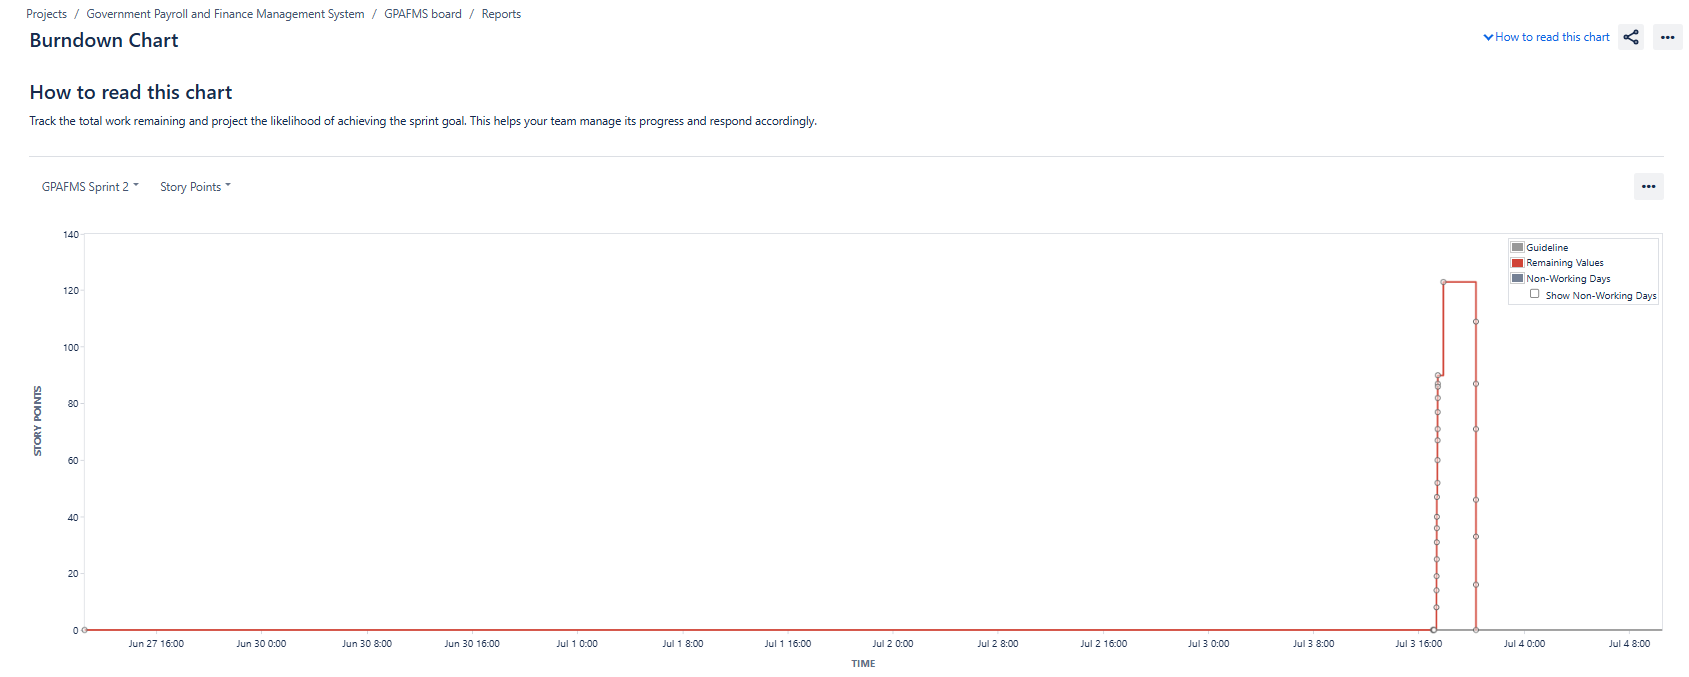 Projects / Government Payroll and Finance Management System / GPAFMS board / Reports
Burndown Chart
How to read this chart
How to read this chart
Track the total work remaining and project the likelihood of achieving the sprint goal. This helps your team manage its progress and respond accordingly.
GPAFMS Sprint 2
Story Points
140
120
100
80
60
40
20
0
STORY POINTS
Guideline
Remaining Values
Non-Working Days
Show Non-Working Days
Jun 27 16:00
Jun 30 0:00
Jun 30 8:00
Jun 30 16:00
Jul 1 0:00
Jul 1 8:00
Jul 1 16:00
Jul 2 0:00
Jul 2 8:00
Jul 2 16:00
Jul 3 0:00
Jul 3 8:00
Jul 3 16:00
Jul 4 0:00
Jul 4 8:00
TIME